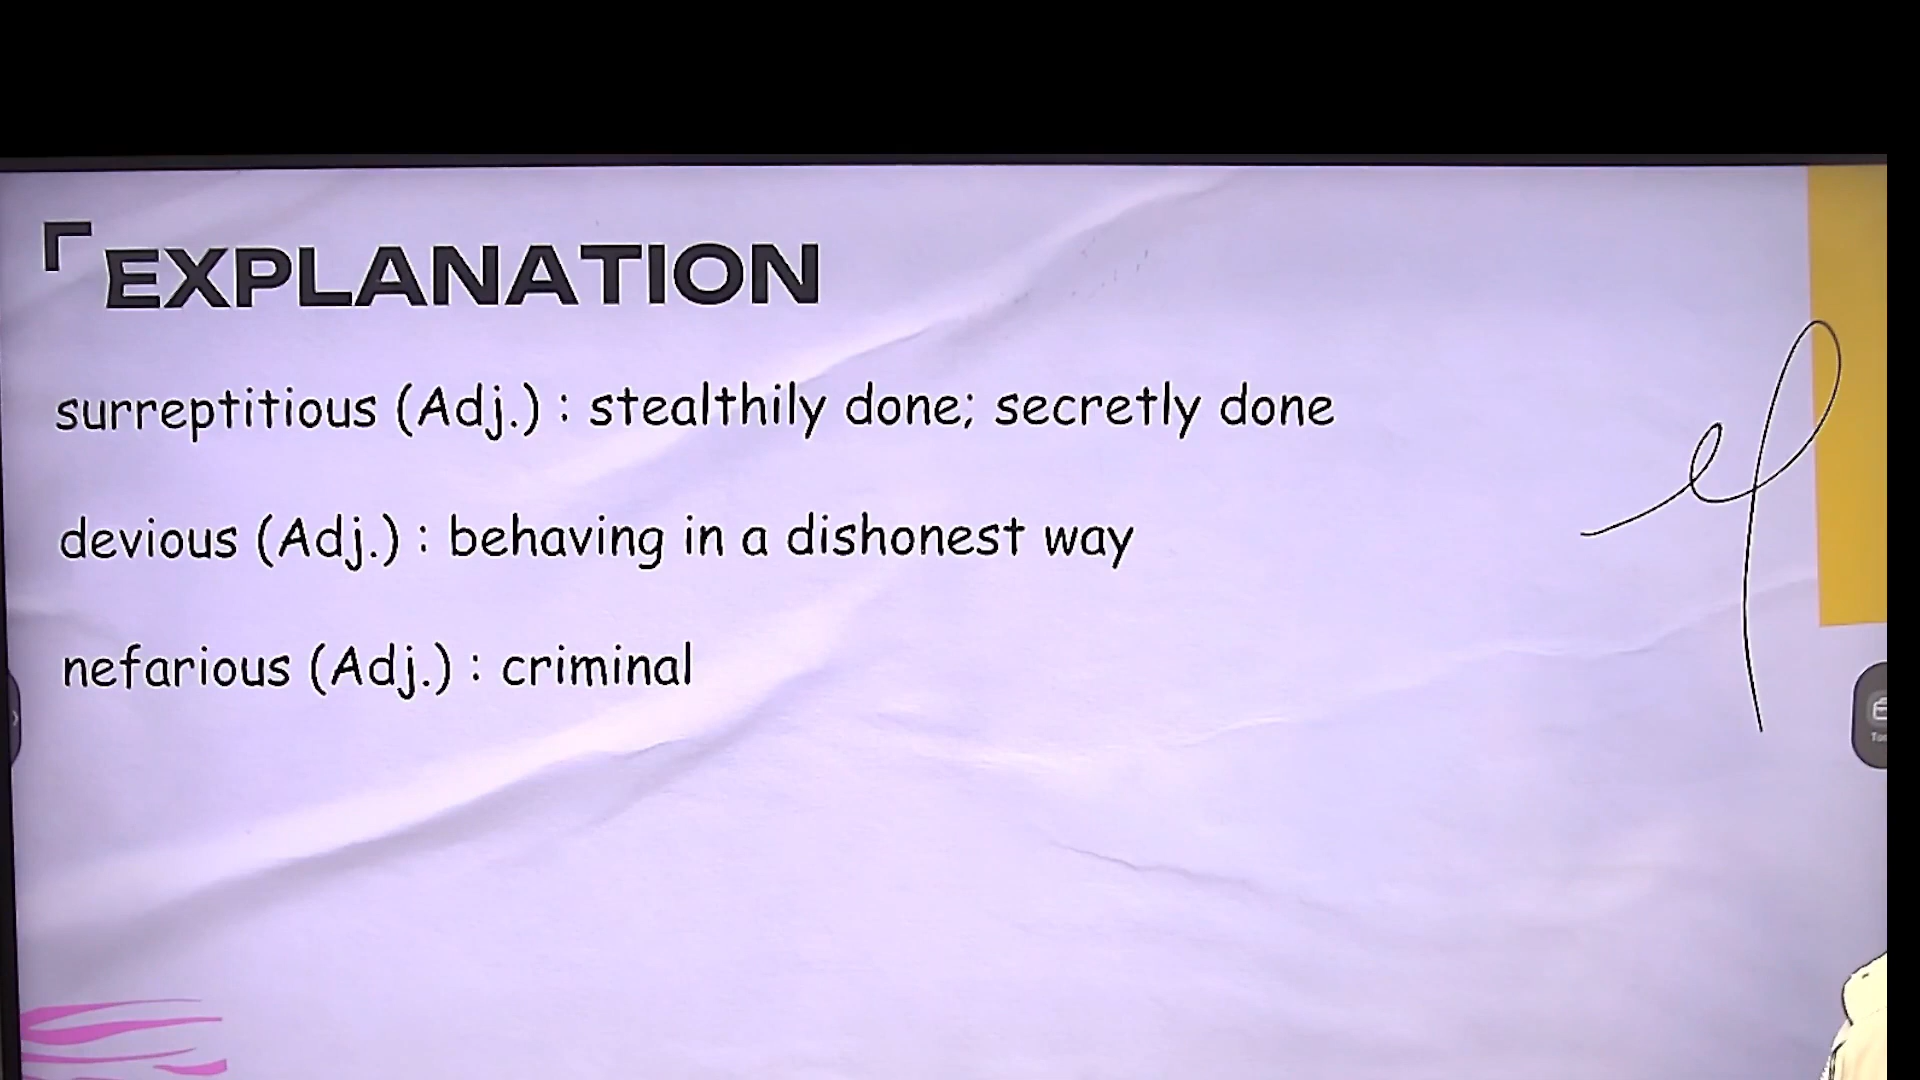 EXPLANATION
surreptitious (Adj.) : stealthily done; secretly done
devious (Adj.) : behaving in a dishonest way
nefarious (Adj.) : criminal